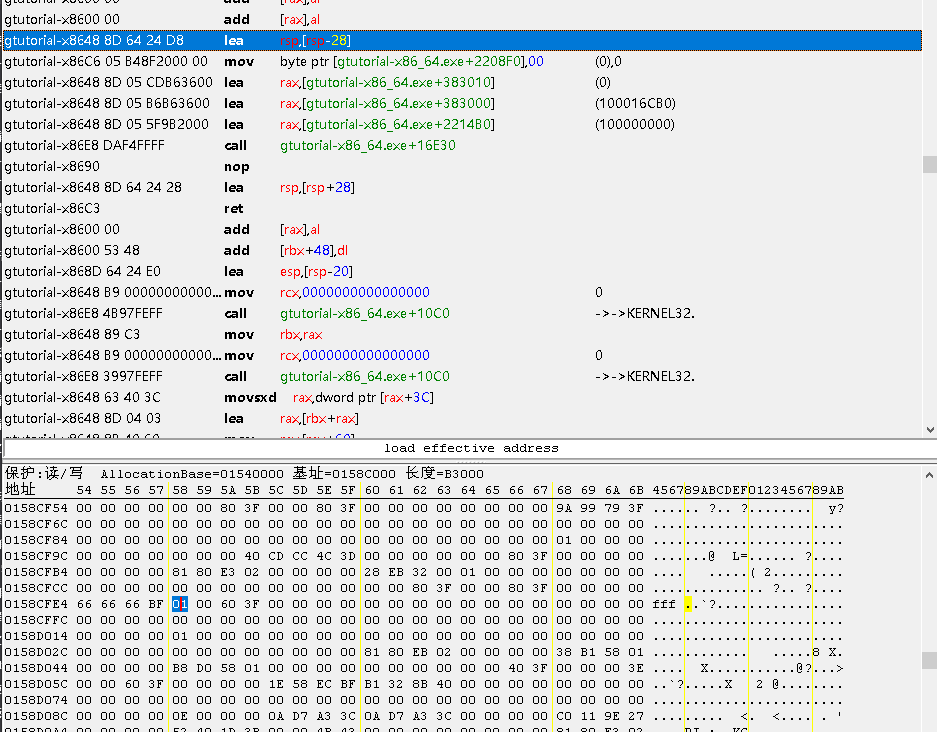 gtutorial-x8600 00 add [rax],al
gtutorial-x8648 8D 64 24 D8 lea rsp,[rsp-28]
gtutorial-x86C6 05 B48F2000 00 mov byte ptr [gtutorial-x86_64.exe+2208F0],00 (0),0
gtutorial-x8648 8D 05 CDB63600 lea rax,[gtutorial-x86_64.exe+383010] (0)
gtutorial-x8648 8D 05 B6B63600 lea rax,[gtutorial-x86_64.exe+383000] (100016CB0)
gtutorial-x8648 8D 05 5F9B2000 lea rax,[gtutorial-x86_64.exe+2214B0] (100000000)
gtutorial-x86E8 DAF4FFFF call gtutorial-x86_64.exe+16E30
gtutorial-x8690 nop
gtutorial-x8648 8D 64 24 28 lea rsp,[rsp+28]
gtutorial-x86C3 ret
gtutorial-x8600 00 add [rax],al
gtutorial-x8600 53 48 add [rbx+48],dl
gtutorial-x868D 64 24 E0 lea esp,[rsp-20]
gtutorial-x8648 B9 00000000000... mov rcx,0000000000000000 0
gtutorial-x86E8 4B97FEFF call gtutorial-x86_64.exe+10C0 ->->KERNEL32.
gtutorial-x8648 89 C3 mov rbx,rax
gtutorial-x8648 B9 00000000000... mov rcx,0000000000000000 0
gtutorial-x86E8 3997FEFF call gtutorial-x86_64.exe+10C0 ->->KERNEL32.
gtutorial-x8648 63 40 3C movsxd rax,dword ptr [rax+3C]
gtutorial-x8648 8D 04 03 lea rax,[rbx+rax]
load effective address
保护:读/写 AllocationBase=01540000 基址=0158C000 长度=B3000
地址 54 55 56 57 58 59 5A 5B 5C 5D 5E 5F 60 61 62 63 64 65 66 67 68 69 6A 6B 456789ABCDEF0123456789AB
0158CF54 00 00 00 00 00 00 80 3F 00 00 80 3F 00 00 00 00 00 00 00 00 9A 99 79 3F ...... ?.. ?........ y?
0158CF6C 00 00 00 00 00 00 00 00 00 00 00 00 00 00 00 00 00 00 00 00 00 00 00 00 ........................
0158CF84 00 00 00 00 00 00 00 00 00 00 00 00 00 00 00 00 00 00 00 00 01 00 00 00 ........................
0158CF9C 00 00 00 00 00 00 00 40 CD CC 4C 3D 00 00 00 00 00 00 80 3F 00 00 00 00 .......@ L=...... ?....
0158CFB4 00 00 00 00 81 80 E3 02 00 00 00 00 28 EB 32 00 01 00 00 00 00 00 00 00 .... .....( 2.........
0158CFCC 00 00 00 00 00 00 00 00 00 00 00 00 00 00 80 3F 00 00 80 3F 00 00 00 00 .............. ?.. ?....
0158CFE4 66 66 66 BF 01 00 60 3F 00 00 00 00 00 00 00 00 00 00 00 00 00 00 00 00 fff ..`?................
0158CFFC 00 00 00 00 00 00 00 00 00 00 00 00 00 00 00 00 00 00 00 00 00 00 00 00 ........................
0158D014 00 00 00 00 01 00 00 00 00 00 00 00 00 00 00 00 00 00 00 00 00 00 00 00 ........................
0158D02C 00 00 00 00 00 00 00 00 00 00 00 00 81 80 EB 02 00 00 00 00 38 B1 58 01 ............ .....8 X.
0158D044 00 00 00 00 B8 D0 58 01 00 00 00 00 00 00 00 00 00 00 40 3F 00 00 00 3E .... X...........@?...>
0158D05C 00 00 60 3F 00 00 00 00 1E 58 EC BF B1 32 8B 40 00 00 00 00 00 00 00 00 ..`?.....X 2 @........
0158D074 00 00 00 00 00 00 00 00 00 00 00 00 00 00 00 00 00 00 00 00 00 00 00 00 ........................
0158D08C 00 00 00 00 0E 00 00 00 0A D7 A3 3C 0A D7 A3 3C 00 00 00 00 C0 11 9E 27 ......... <. <..... . '